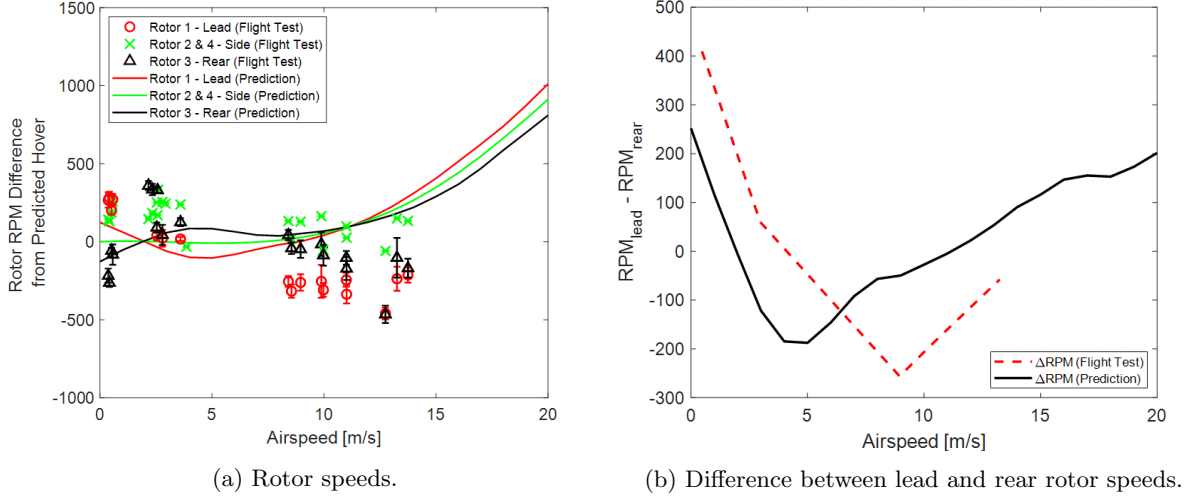 1500
1000
500
0
-500
-1000
Rotor RPM Difference
from Predicted Hover
Rotor 1 - Lead (Flight Test)
Rotor 2 & 4 - Side (Flight Test)
Rotor 3 - Rear (Flight Test)
Rotor 1 - Lead (Prediction)
Rotor 2 & 4 - Side (Prediction)
Rotor 3 - Rear (Prediction)
0 5 10 15 20
Airspeed [m/s]
(a) Rotor speeds.
500
400
300
200
100
0
-100
-200
-300
RPM_lead - RPM_rear
ΔRPM (Flight Test)
ΔRPM (Prediction)
0 5 10 15 20
Airspeed [m/s]
(b) Difference between lead and rear rotor speeds.